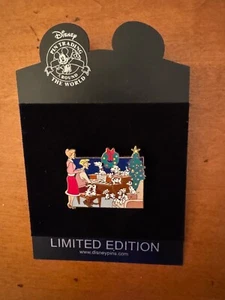 Disney
PIN TRADING
AROUND
THE WORLD
LIMITED EDITION
www.disneypins.com